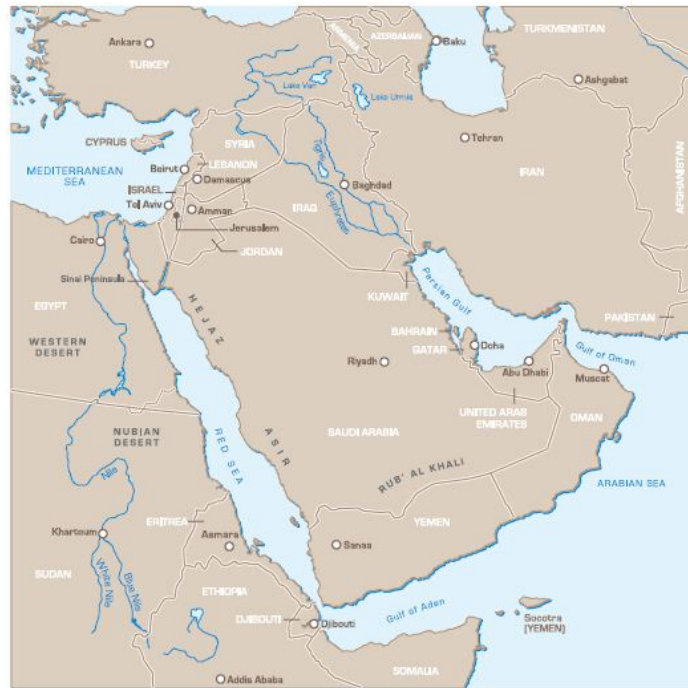 TURKMENISTAN
ARMENIA
AZERBAIJAN
Ankara
Baku
TURKEY
Ashgabat
Lake Van
Lake Urmia
Tehran
CYPRUS
SYRIA
Tigris
MEDITERRANEAN
SEA
Beirut
LEBANON
IRAN
AFGHANISTAN
Damascus
Baghdad
ISRAEL
Tel Aviv
IRAQ
Euphrates
Amman
Jerusalem
Cairo
JORDAN
Sinai Peninsula
Persian Gulf
KUWAIT
EGYPT
HEJAZ
PAKISTAN
BAHRAIN
WESTERN
DESERT
Doha
Gulf of Oman
QATAR
Riyadh
Abu Dhabi
Muscat
UNITED ARAB
EMIRATES
OMAN
SAUDI ARABIA
NUBIAN
DESERT
RED SEA
ASIR
RUB' AL KHALI
Nile
ARABIAN SEA
ERITREA
YEMEN
Khartoum
Asmara
Sanaa
SUDAN
White Nile
Blue Nile
ETHIOPIA
Gulf of Aden
Socotra
(YEMEN)
DJIBOUTI
Djibouti
SOMALIA
Addis Ababa